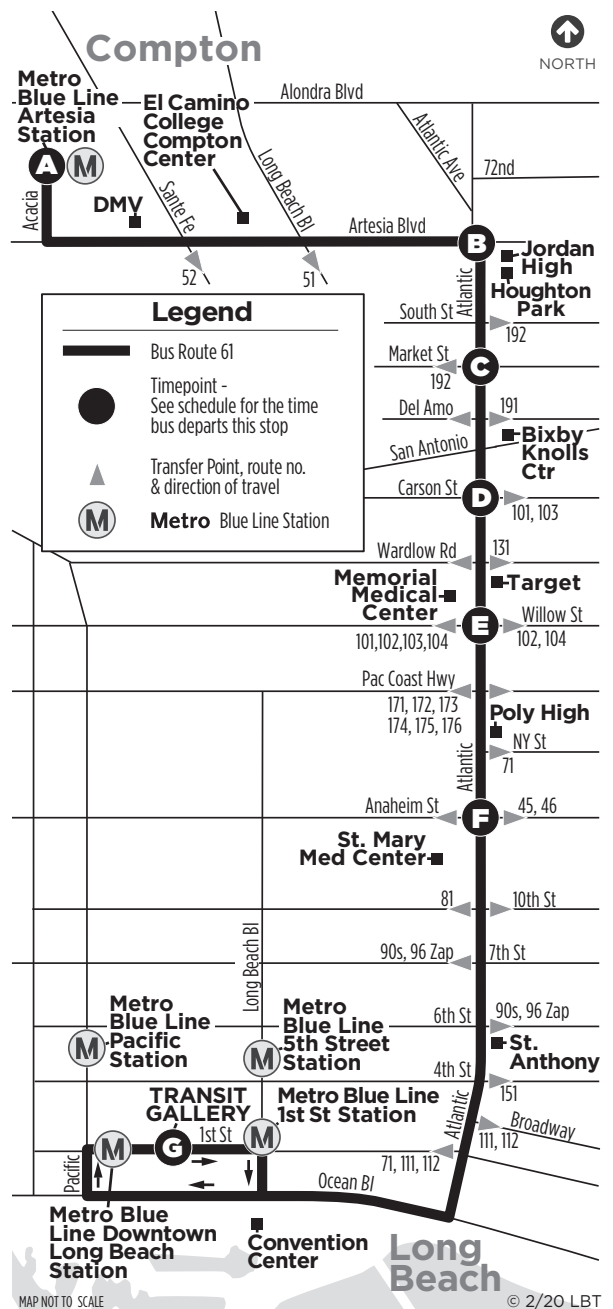 Compton
NORTH
Metro
Blue Line
Artesia
Station
El Camino
College
Compton
Center
Alondra Blvd
Atlantic Ave
72nd
A
M
Acacia
DMV
Sante Fe
Long Beach Bl
Artesia Blvd
B
52
51
Jordan
High
Houghton
Park
Atlantic
South St
192
Legend
Bus Route 61
Timepoint -
See schedule for the time
bus departs this stop
Transfer Point, route no.
& direction of travel
M
Metro Blue Line Station
Market St
192
C
Del Amo
191
San Antonio
Bixby
Knolls
Ctr
Carson St
D
101, 103
Wardlow Rd
131
Memorial
Medical
Center
Target
E
Willow St
101,102,103,104
102, 104
Pac Coast Hwy
171, 172, 173
174, 175, 176
Poly High
NY St
71
Atlantic
Anaheim St
F
45, 46
St. Mary
Med Center
81
10th St
Long Beach Bl
90s, 96 Zap
7th St
Metro
Blue Line
Pacific
Station
M
Metro
Blue Line
5th Street
Station
M
6th St
90s, 96 Zap
St.
Anthony
4th St
151
TRANSIT
GALLERY
Metro Blue Line
1st St Station
1st St
M
G
M
Atlantic
Broadway
111, 112
71, 111, 112
Pacific
Ocean Bl
Metro Blue
Line Downtown
Long Beach
Station
Convention
Center
Long
Beach
MAP NOT TO SCALE
© 2/20 LBT